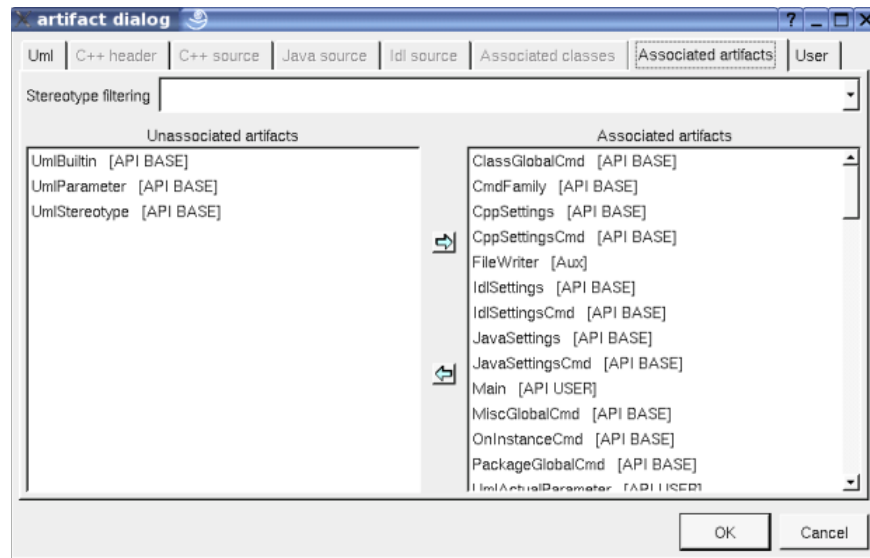 artifact dialog
Uml C++ header C++ source Java source Idl source Associated classes Associated artifacts User
Stereotype filtering
Unassociated artifacts
UmlBuiltin [API BASE]
UmlParameter [API BASE]
UmlStereotype [API BASE]
Associated artifacts
ClassGlobalCmd [API BASE]
CmdFamily [API BASE]
CppSettings [API BASE]
CppSettingsCmd [API BASE]
FileWriter [Aux]
IdlSettings [API BASE]
IdlSettingsCmd [API BASE]
JavaSettings [API BASE]
JavaSettingsCmd [API BASE]
Main [API USER]
MiscGlobalCmd [API BASE]
OnInstanceCmd [API BASE]
PackageGlobalCmd [API BASE]
UmlActualParameter [API USER]
OK Cancel